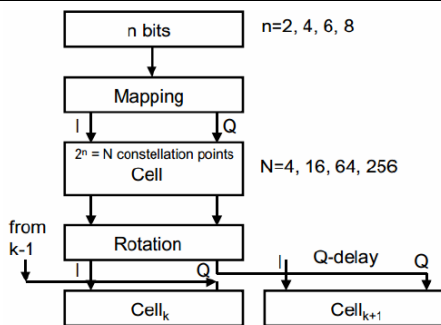 n bits
n=2, 4, 6, 8
Mapping
I
Q
2ⁿ = N constellation points
Cell
N=4, 16, 64, 256
from
k-1
Rotation
I
Q
I
Q-delay
Q
Cellₖ
Cellₖ₊₁